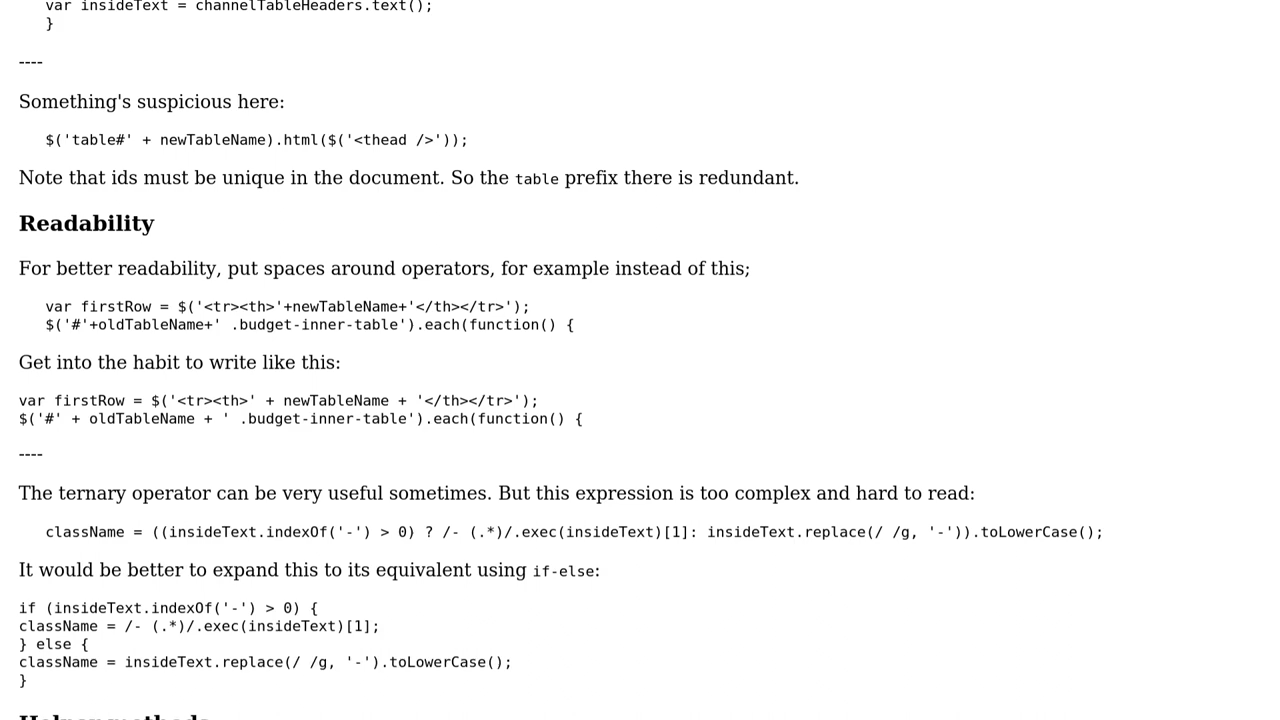 var insideText = channelTableHeaders.text();
}
----
Something's suspicious here:
$('table#' + newTableName).html($('<thead />'));
Note that ids must be unique in the document. So the table prefix there is redundant.
Readability
For better readability, put spaces around operators, for example instead of this;
var firstRow = $('<tr><th>'+newTableName+'</th></tr>');
$('#'+oldTableName+' .budget-inner-table').each(function() {
Get into the habit to write like this:
var firstRow = $('<tr><th>' + newTableName + '</th></tr>');
$('#' + oldTableName + ' .budget-inner-table').each(function() {
----
The ternary operator can be very useful sometimes. But this expression is too complex and hard to read:
className = ((insideText.indexOf('-') > 0) ? /- (.*)/.exec(insideText)[1]: insideText.replace(/ /g, '-')).toLowerCase();
It would be better to expand this to its equivalent using if-else:
if (insideText.indexOf('-') > 0) {
className = /- (.*)/.exec(insideText)[1];
} else {
className = insideText.replace(/ /g, '-').toLowerCase();
}